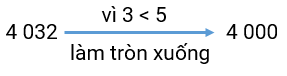 vì 3 < 5
4 032 4 000
làm tròn xuống